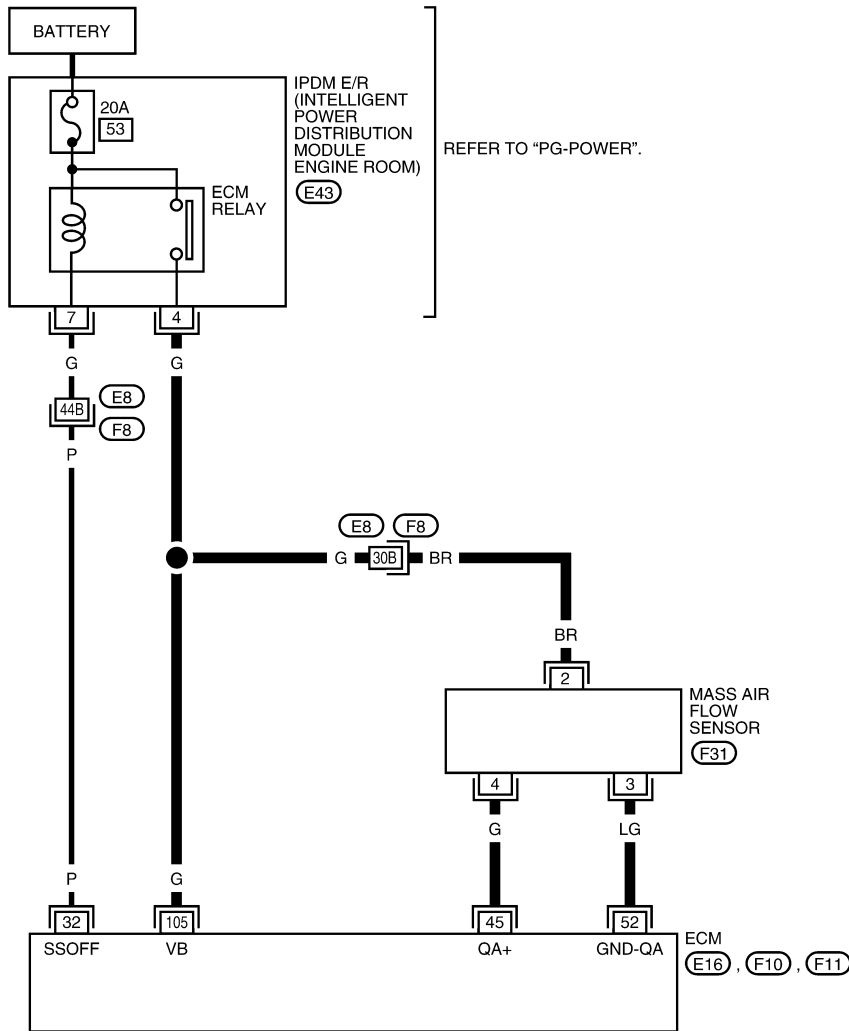 BATTERY
20A
53
IPDM E/R
(INTELLIGENT
POWER
DISTRIBUTION
MODULE
ENGINE ROOM)
E43
REFER TO “PG-POWER”.
ECM
RELAY
7
4
G
G
44B
E8
F8
P
E8
F8
G
30B
BR
BR
2
MASS AIR
FLOW
SENSOR
F31
4
3
G
LG
P
G
32
105
45
52
SSOFF
VB
QA+
GND-QA
ECM
E16 , F10 , F11